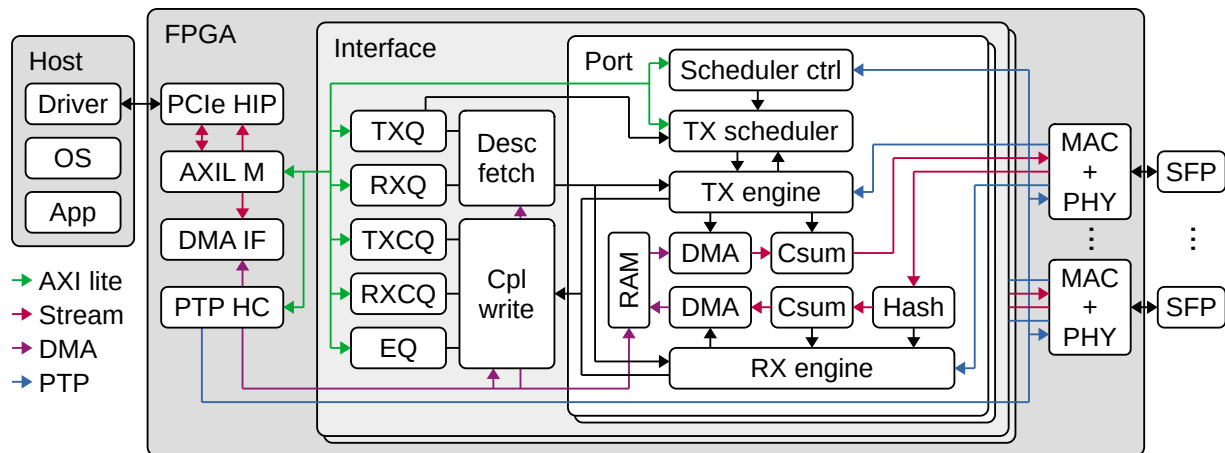 FPGA
Host
Driver
OS
App
PCIe HIP
AXIL M
DMA IF
PTP HC
AXI lite
Stream
DMA
PTP
Interface
TXQ
RXQ
TXCQ
RXCQ
EQ
Desc
fetch
Cpl
write
Port
Scheduler ctrl
TX scheduler
TX engine
RAM
DMA
Csum
DMA
Csum
Hash
RX engine
MAC
+
PHY
SFP
⋮
⋮
MAC
+
PHY
SFP